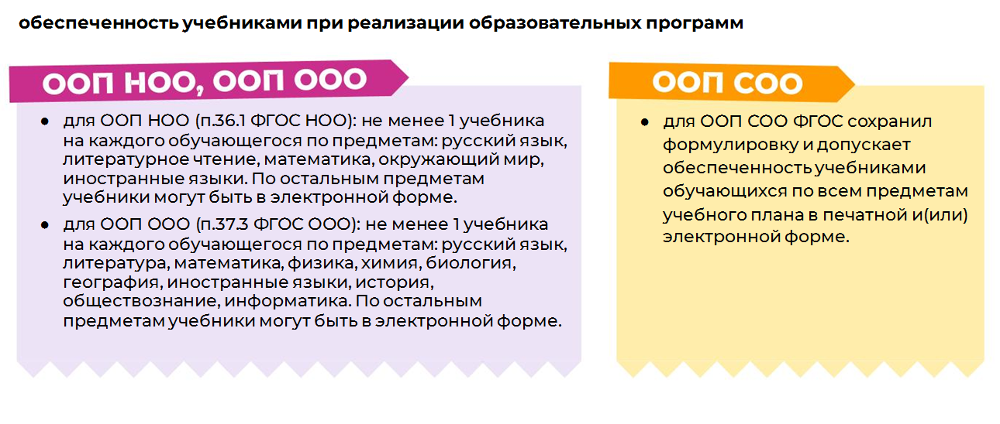 обеспеченность учебниками при реализации образовательных программ
ООП НОО, ООП ООО
● для ООП НОО (п.36.1 ФГОС НОО): не менее 1 учебника
на каждого обучающегося по предметам: русский язык,
литературное чтение, математика, окружающий мир,
иностранные языки. По остальным предметам
учебники могут быть в электронной форме.
● для ООП ООО (п.37.3 ФГОС ООО): не менее 1 учебника
на каждого обучающегося по предметам: русский язык,
литература, математика, физика, химия, биология,
география, иностранные языки, история,
обществознание, информатика. По остальным
предметам учебники могут быть в электронной форме.
ООП СОО
● для ООП СОО ФГОС сохранил
формулировку и допускает
обеспеченность учебниками
обучающихся по всем предметам
учебного плана в печатной и(или)
электронной форме.